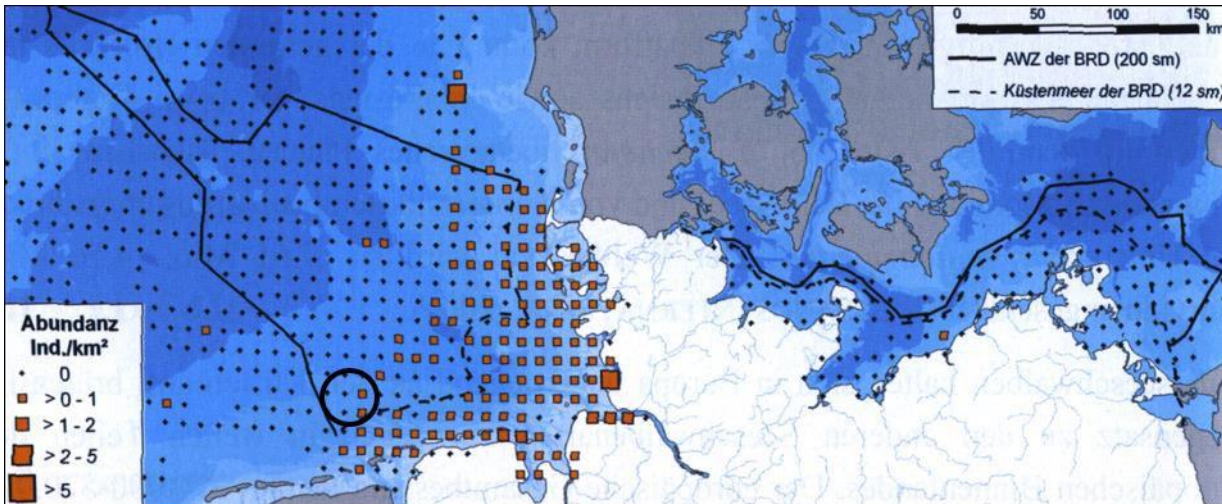 0 50 100 150
km
AWZ der BRD (200 sm)
Küstenmeer der BRD (12 sm)
Abundanz
Ind./km²
0
> 0 - 1
> 1 - 2
> 2 - 5
> 5